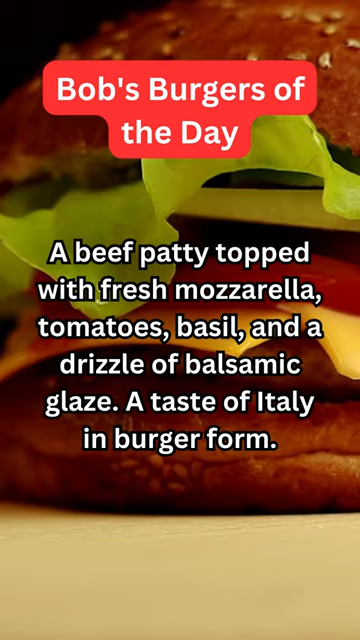 Bob's Burgers of
the Day
A beef patty topped
with fresh mozzarella,
tomatoes, basil, and a
drizzle of balsamic
glaze. A taste of Italy
in burger form.